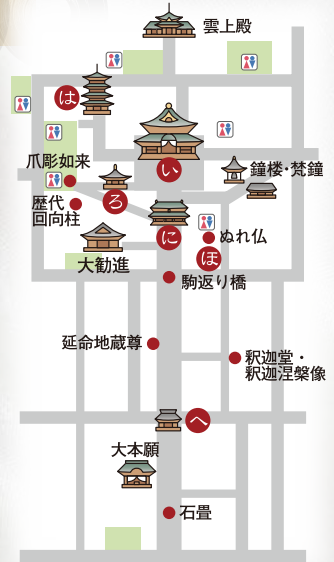 雲上殿
は
い
爪彫如来
鐘楼・梵鐘
ろ
歴代
回向柱
に
ぬれ仏
ほ
大勧進
駒返り橋
延命地蔵尊
釈迦堂・
釈迦涅槃像
へ
大本願
石畳